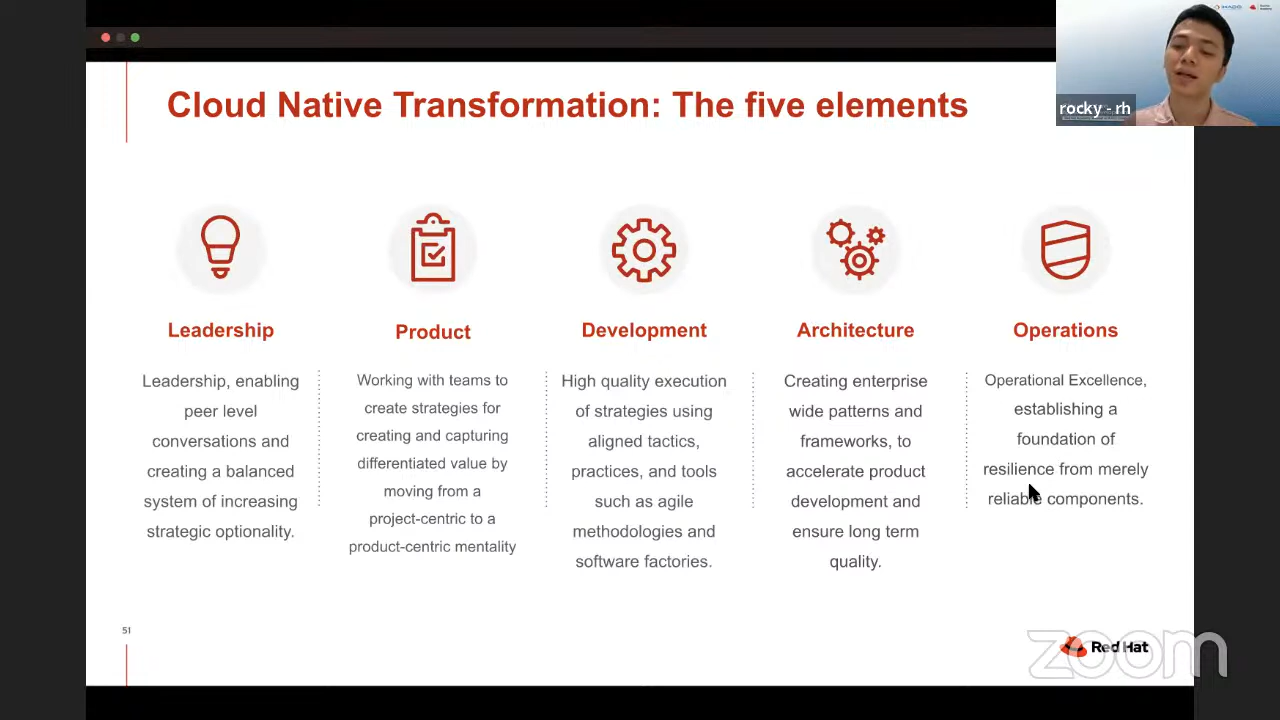 Cloud Native Transformation: The five elements
rocky - rh
Leadership
Leadership, enabling
peer level
conversations and
creating a balanced
system of increasing
strategic optionality.
Product
Working with teams to
create strategies for
creating and capturing
differentiated value by
moving from a
project-centric to a
product-centric mentality
Development
High quality execution
of strategies using
aligned tactics,
practices, and tools
such as agile
methodologies and
software factories.
Architecture
Creating enterprise
wide patterns and
frameworks, to
accelerate product
development and
ensure long term
quality.
Operations
Operational Excellence,
establishing a
foundation of
resilience from merely
reliable components.
51
Red Hat
zoom